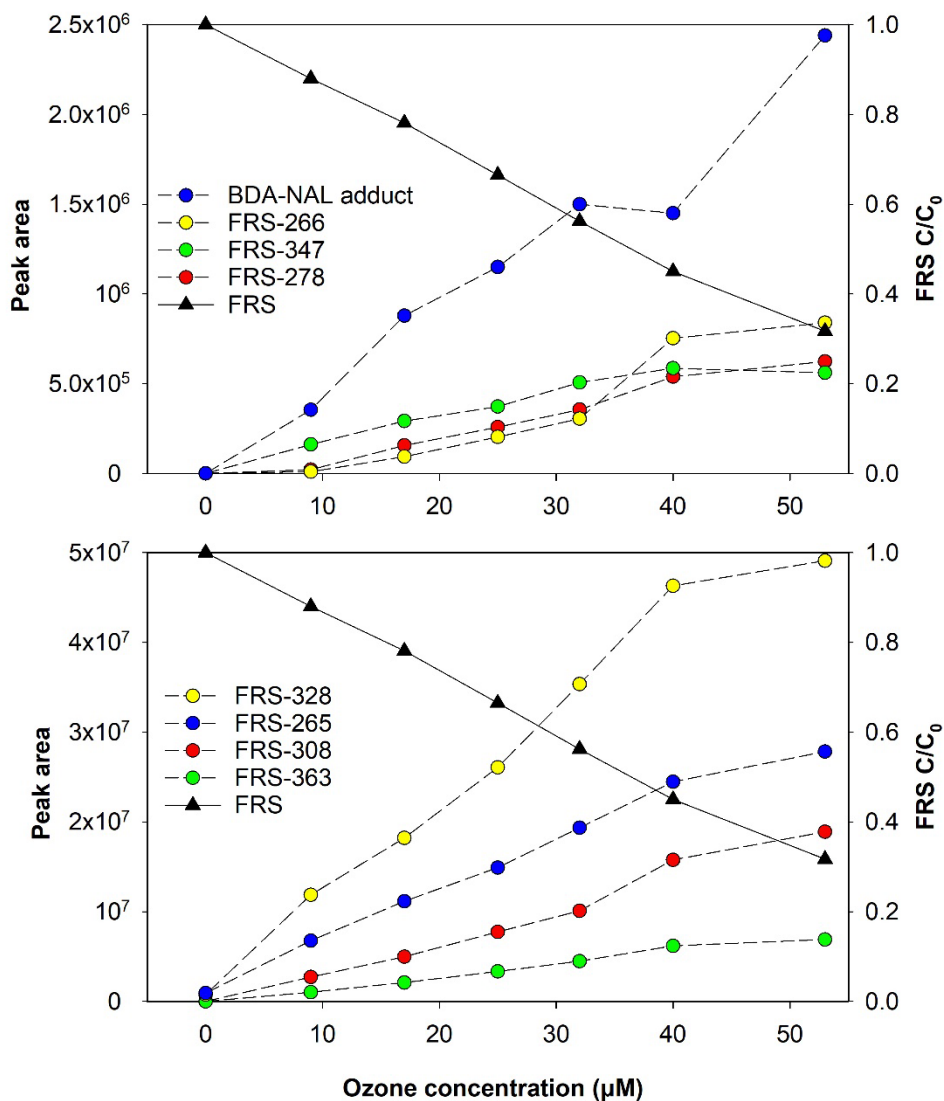 2.5x10⁶
2.0x10⁶
1.5x10⁶
10⁶
5.0x10⁵
0
Peak area
BDA-NAL adduct
FRS-266
FRS-347
FRS-278
FRS
1.0
0.8
0.6
0.4
0.2
0.0
FRS C/C₀
0 10 20 30 40 50
5x10⁷
4x10⁷
3x10⁷
2x10⁷
10⁷
0
Peak area
FRS-328
FRS-265
FRS-308
FRS-363
FRS
1.0
0.8
0.6
0.4
0.2
0.0
FRS C/C₀
0 10 20 30 40 50
Ozone concentration (µM)